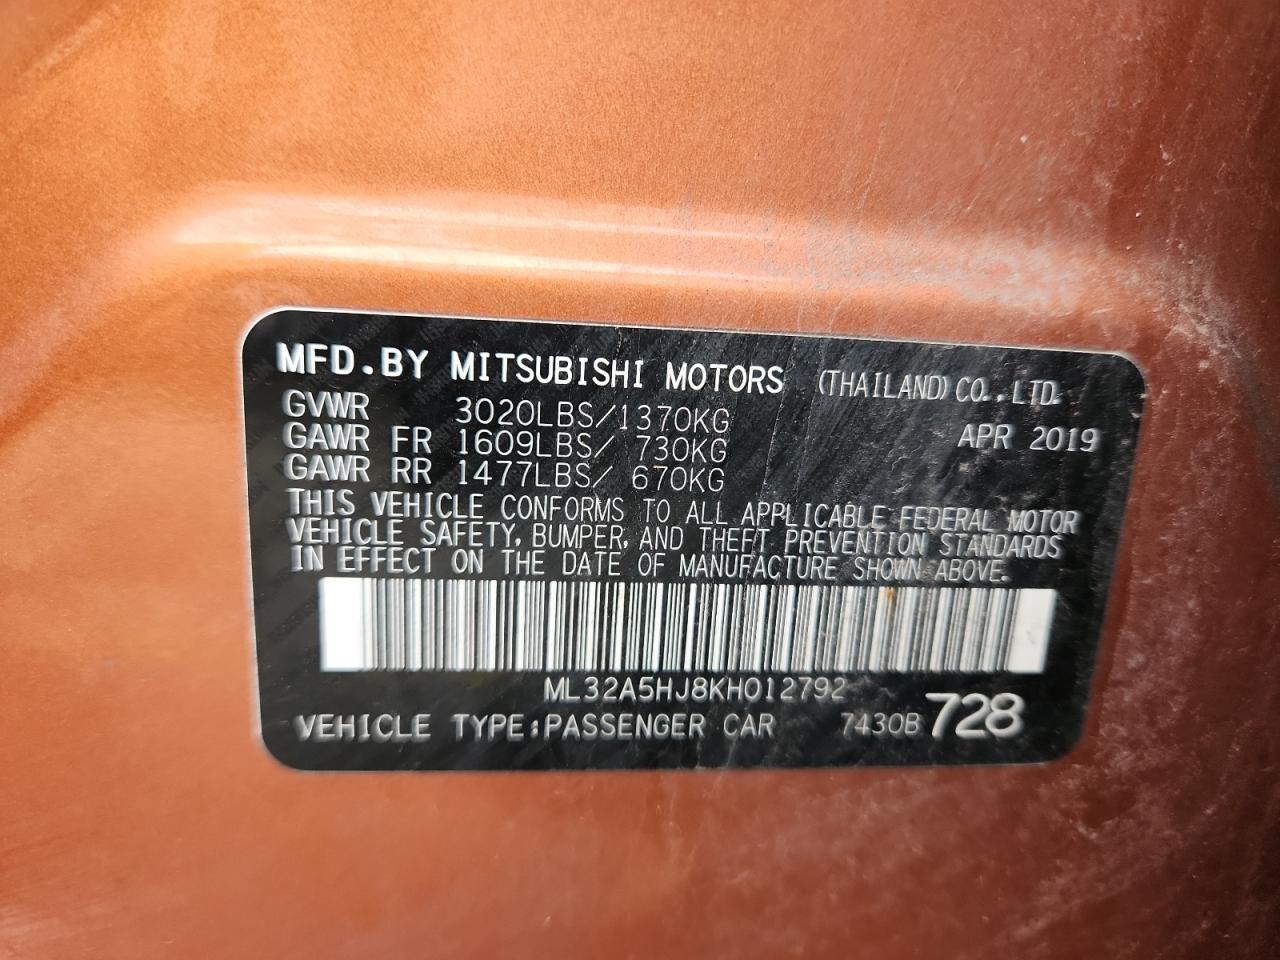 MFD.BY MITSUBISHI MOTORS (THAILAND) CO.,LTD.
GVWR 3020LBS/1370KG
GAWR FR 1609LBS/ 730KG APR 2019
GAWR RR 1477LBS/ 670KG
THIS VEHICLE CONFORMS TO ALL APPLICABLE FEDERAL MOTOR
VEHICLE SAFETY, BUMPER, AND THEFT PREVENTION STANDARDS
IN EFFECT ON THE DATE OF MANUFACTURE SHOWN ABOVE.
ML32A5HJ8KH012792
VEHICLE TYPE:PASSENGER CAR 7430B 728